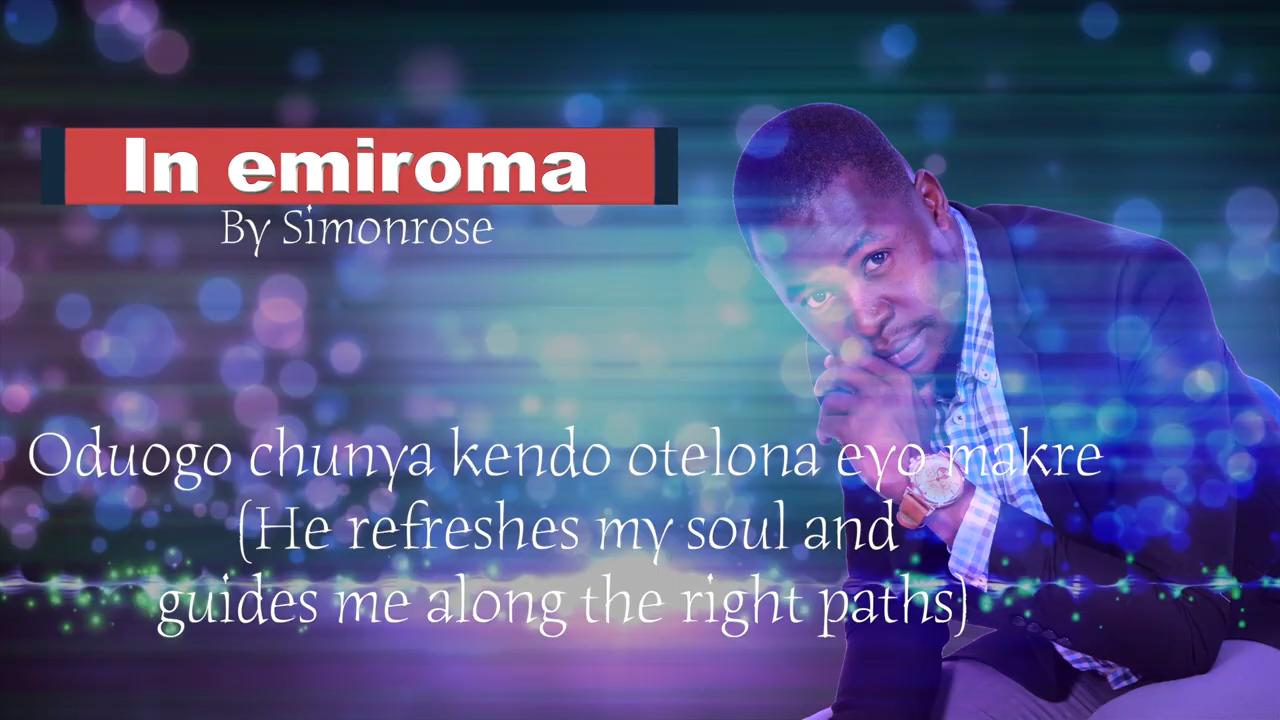 In emiroma
By Simonrose
Oduogo chunya kendo otelona eyo makre
(He refreshes my soul and
guides me along the right paths)